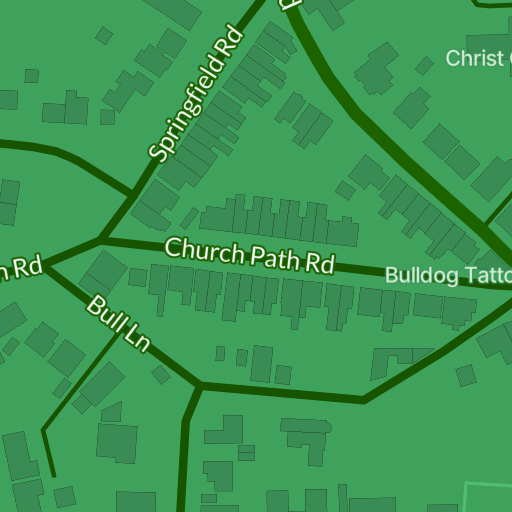 Christ
Springfield Rd
Church Path Rd
Rd
Bulldog Tatto
Bull Ln